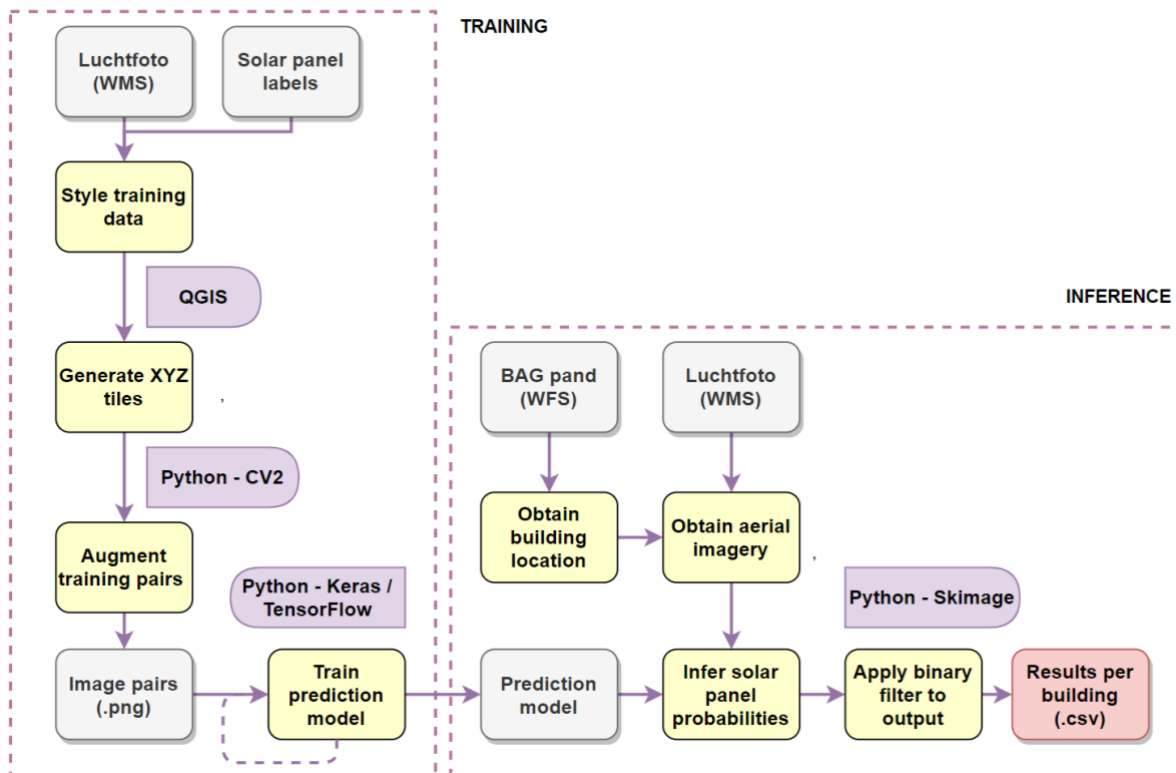 TRAINING
Luchtfoto
(WMS)
Solar panel
labels
Style training
data
QGIS
Generate XYZ
tiles
,
Python - CV2
Augment
training pairs
Python - Keras /
TensorFlow
Image pairs
(.png)
Train
prediction
model
INFERENCE
BAG pand
(WFS)
Luchtfoto
(WMS)
Obtain
building
location
Obtain aerial
imagery
,
Python - Skimage
Prediction
model
Infer solar
panel
probabilities
Apply binary
filter to
output
Results per
building
(.csv)